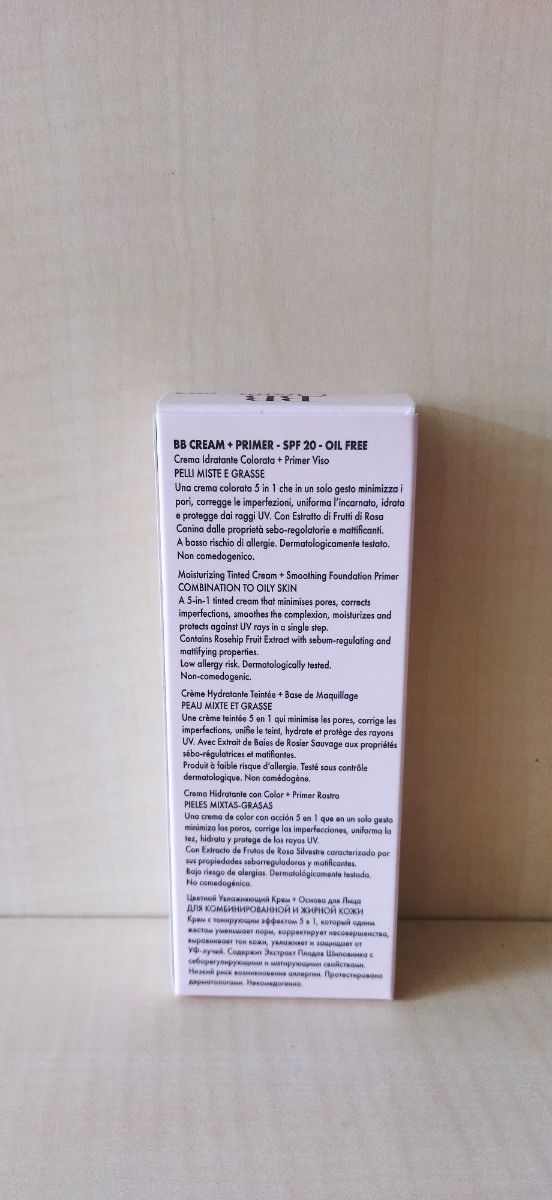 BB CREAM + PRIMER - SPF 20 - OIL FREE
Crema Idratante Colorata + Primer Viso
PELLI MISTE E GRASSE
Una crema colorata 5 in 1 che in un solo gesto minimizza i
pori, corregge le imperfezioni, uniforma l'incarnato, idrata
e protegge dai raggi UV. Con Estratto di Frutti di Rosa
Canina dalle proprietà sebo-regolatorie e mattificanti.
A basso rischio di allergie. Dermatologicamente testato.
Non comedogenico.
Moisturizing Tinted Cream + Smoothing Foundation Primer
COMBINATION TO OILY SKIN
A 5-in-1 tinted cream that minimises pores, corrects
imperfections, smoothes the complexion, moisturizes and
protects against UV rays in a single step.
Contains Rosehip Fruit Extract with sebum-regulating and
mattifying properties.
Low allergy risk. Dermatologically tested.
Non-comedogenic.
Crème Hydratante Teintée + Base de Maquillage
PEAU MIXTE ET GRASSE
Une crème teintée 5 en 1 qui minimise les pores, corrige les
imperfections, unifie le teint, hydrate et protège des rayons
UV. Avec Extrait de Baies de Rosier Sauvage aux propriétés
sébo-régulatrices et matifiantes.
Produit à faible risque d'allergie. Testé sous contrôle
dermatologique. Non comédogène.
Crema Hidratante con Color + Primer Rostro
PIELES MIXTAS-GRASAS
Una crema de color con acción 5 en 1 que en un solo gesto
minimiza los poros, corrige las imperfecciones, uniforma la
tez, hidrata y protege de los rayos UV.
Con Extracto de Frutos de Rosa Silvestre caracterizado por
sus propiedades seborreguladoras y matificantes.
Bajo riesgo de alergias. Dermatológicamente testada.
No comedogénica.
Цветной Увлажняющий Крем + Основа для Лица
ДЛЯ КОМБИНИРОВАННОЙ И ЖИРНОЙ КОЖИ
Крем с тонирующим эффектом 5 в 1, который одним
жестом уменьшает поры, корректирует несовершенства,
выравнивает тон кожи, увлажняет и защищает от
УФ-лучей. Содержит Экстракт Плодов Шиповника с
себорегулирующими и матирующими свойствами.
Низкий риск возникновения аллергии. Протестировано
дерматологами. Некомедогенно.